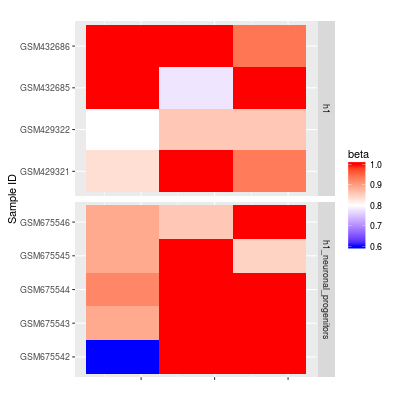 GSM432686
GSM432685
GSM429322
GSM429321
h1
GSM675546
GSM675545
GSM675544
GSM675543
GSM675542
h1_neuronal_progenitors
Sample ID
beta
1.0
0.9
0.8
0.7
0.6